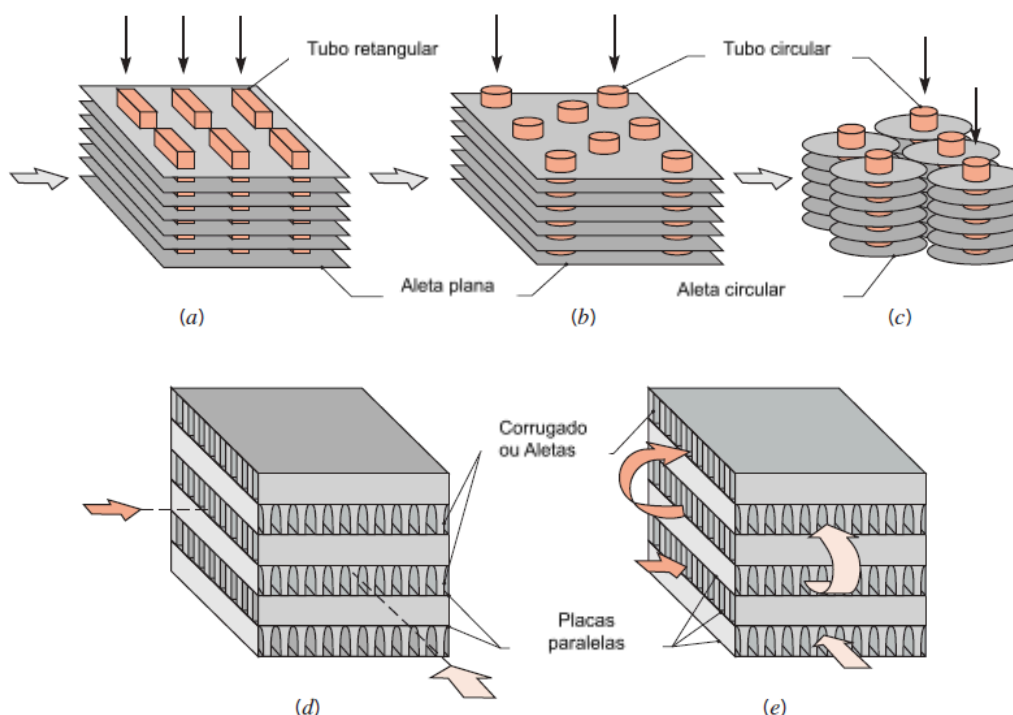 Tubo retangular
Tubo circular
Aleta plana
Aleta circular
(a)
(b)
(c)
Corrugado
ou Aletas
Placas
paralelas
(d)
(e)